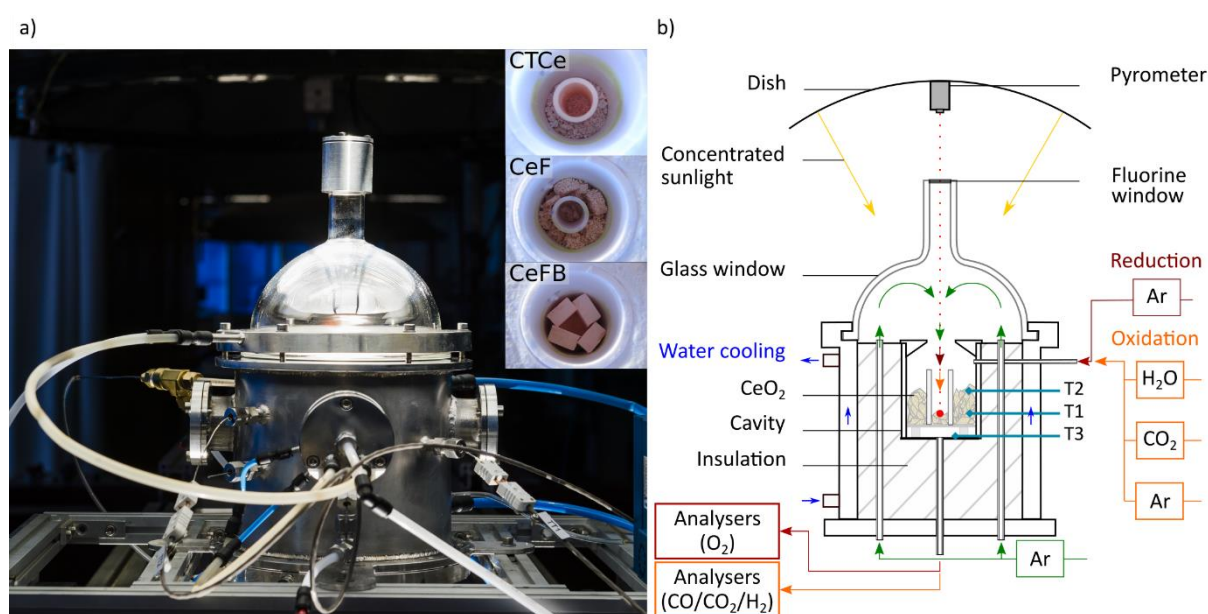 a)
CTCe
CeF
CeFB
b)
Dish
Pyrometer
Concentrated
sunlight
Fluorine
window
Glass window
Reduction
Ar
Water cooling
Oxidation
H₂O
CeO₂
T2
Cavity
T1
CO₂
T3
Insulation
Ar
Analysers
(O₂)
Ar
Analysers
(CO/CO₂/H₂)